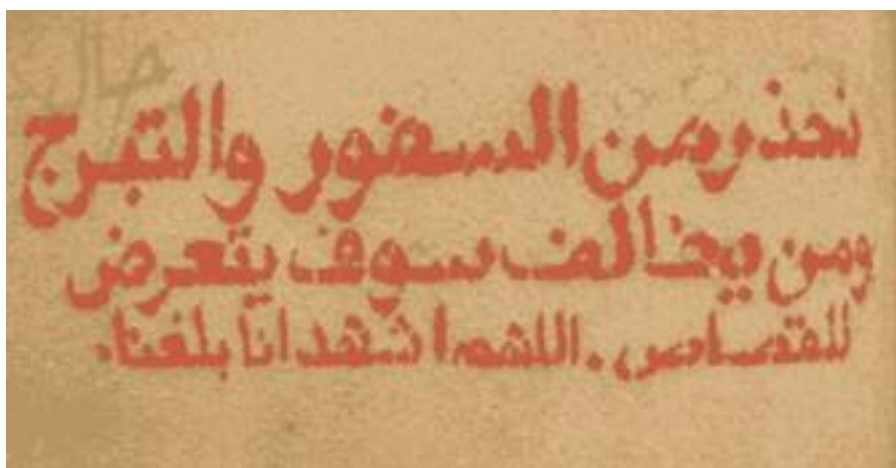 نحذر من السفور والتبرج
ومن يخالف سوف يتعرض
للقصاص. اللهم اشهد انا بلغنا.